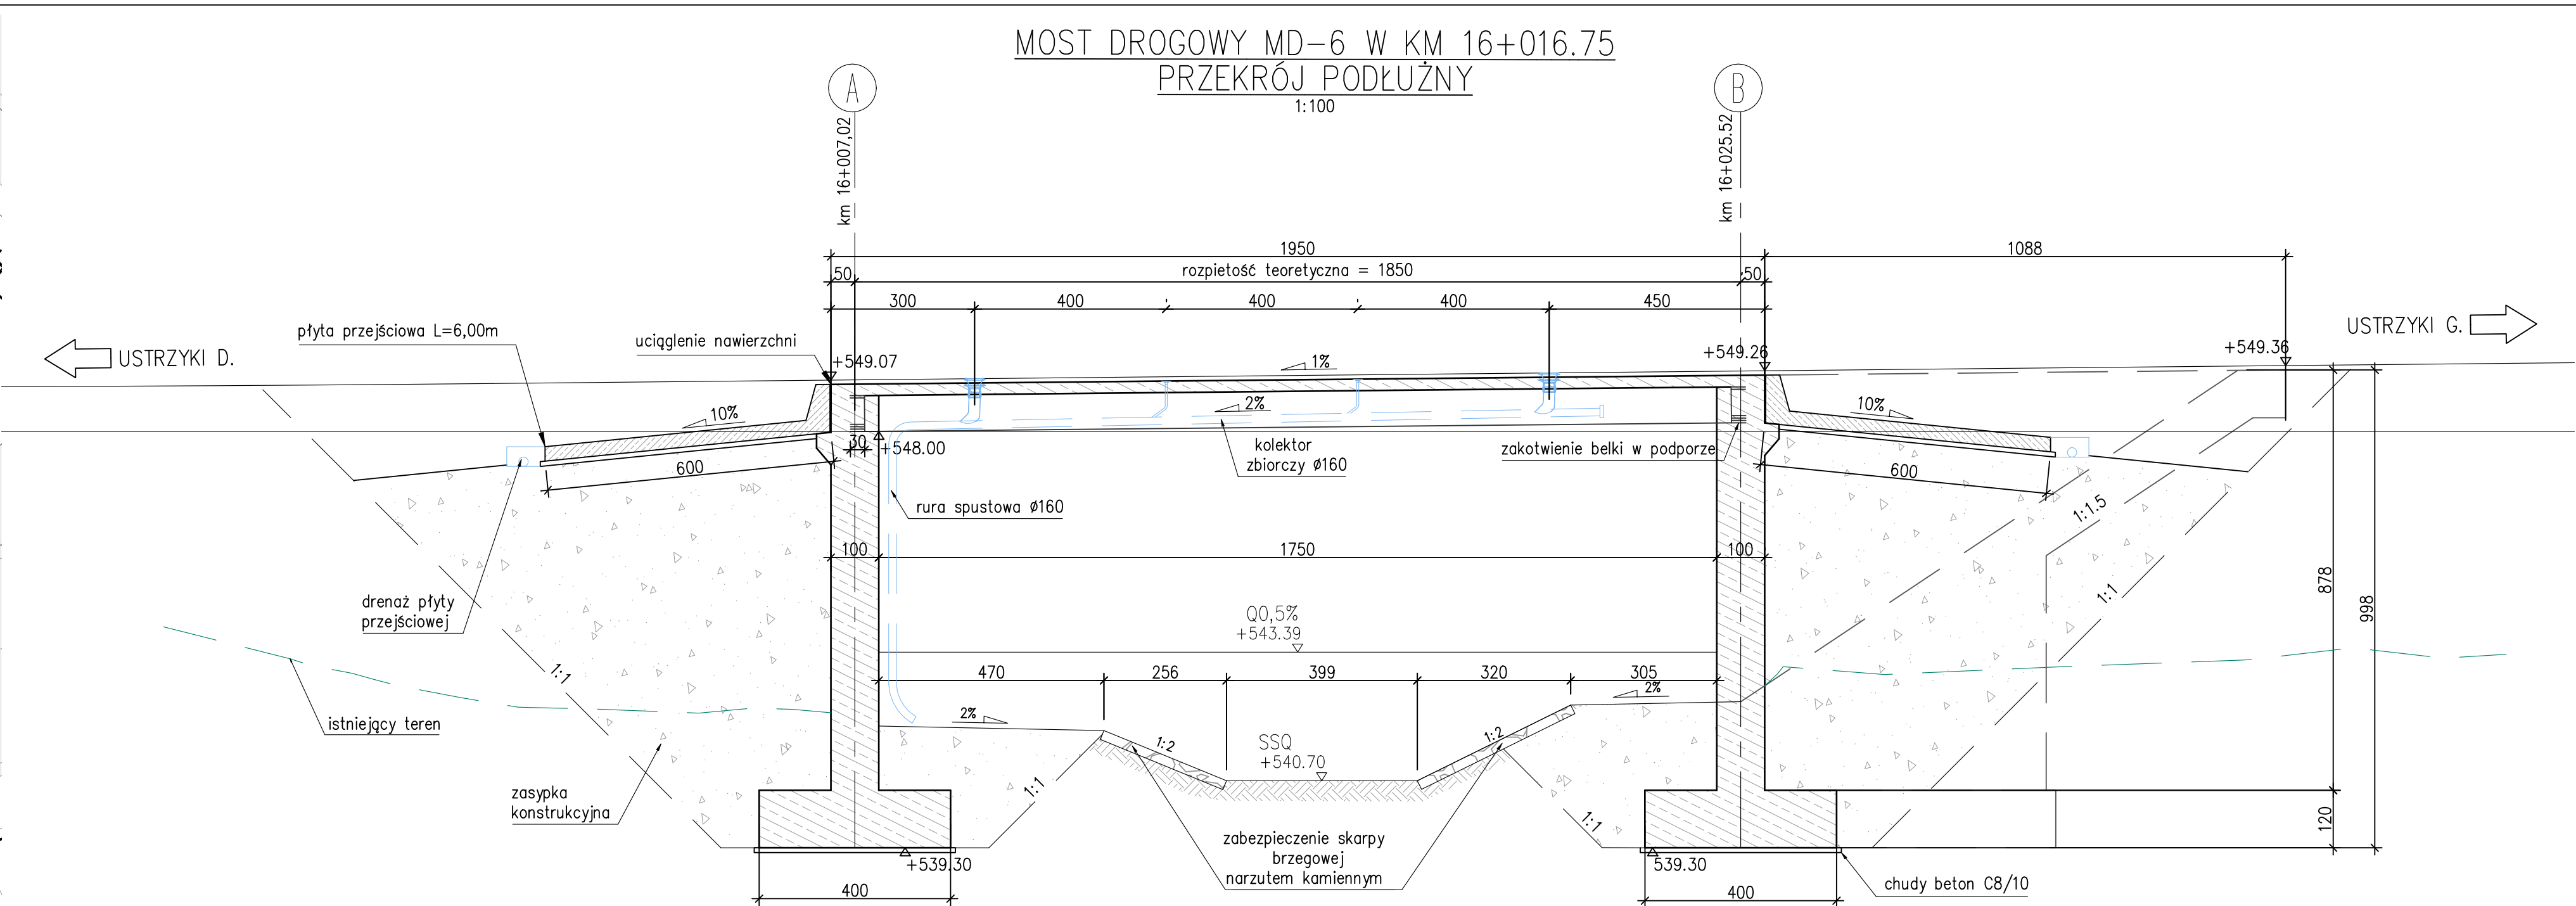 MOST DROGOWY MD-6 W KM 16+016.75
PRZEKRÓJ PODŁUŻNY
1:100
A
B
km 16+007,02
km 16+025.52
1950
1088
50
rozpietość teoretyczna = 1850
50
300
400
400
400
450
płyta przejściowa L=6,00m
uciąglenie nawierzchni
USTRZYKI D.
USTRZYKI G.
+549.07
1%
+549.26
+549.36
10%
2%
10%
30
+548.00
kolektor
zbiorczy ø160
zakotwienie belki w podporze
600
600
rura spustowa ø160
1:1.5
100
1750
100
drenaż płyty
przejściowej
1:1
878
998
Q0,5%
+543.39
1:1
470
256
399
320
305
2%
2%
istniejący teren
1:2
1:2
SSQ
+540.70
1:1
1:1
zasypka
konstrukcyjna
120
zabezpieczenie skarpy
brzegowej
narzutem kamiennym
+539.30
539.30
400
400
chudy beton C8/10